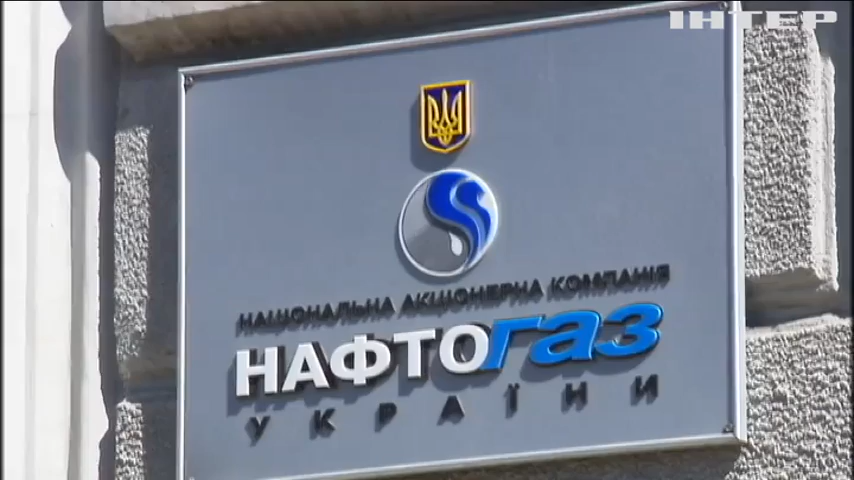 ІНТЕР
НАЦІОНАЛЬНА АКЦІОНЕРНА КОМПАНІЯ
НАФТОГАЗ
УКРАЇНИ